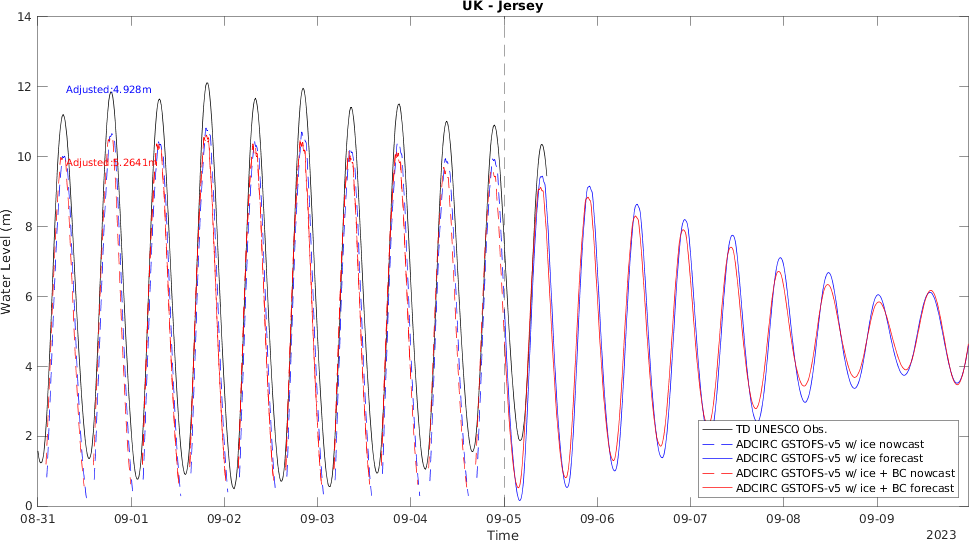 UK - Jersey
14
12
10
8
6
4
2
0
Water Level (m)
Adjusted:4.928m
Adjusted:5.2641m
TD UNESCO Obs.
ADCIRC GSTOFS-v5 w/ ice nowcast
ADCIRC GSTOFS-v5 w/ ice forecast
ADCIRC GSTOFS-v5 w/ ice + BC nowcast
ADCIRC GSTOFS-v5 w/ ice + BC forecast
08-31 09-01 09-02 09-03 09-04 09-05 09-06 09-07 09-08 09-09
Time
2023